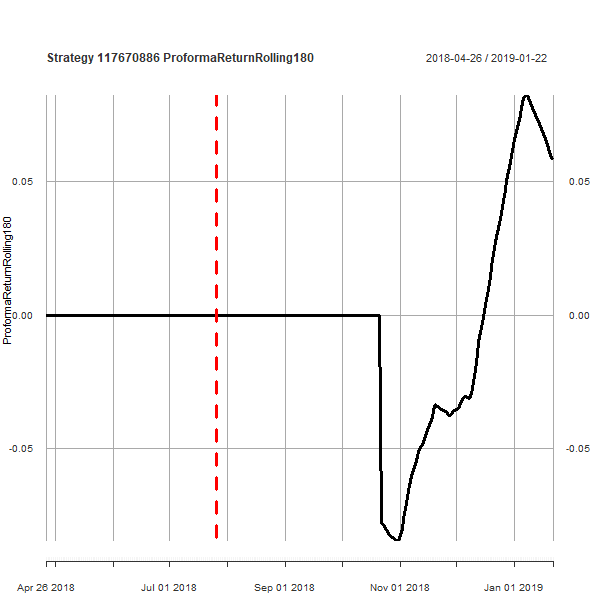 Strategy 117670886 ProformaReturnRolling180
2018-04-26 / 2019-01-22
ProformaReturnRolling180
0.05
0.00
-0.05
0.05
0.00
-0.05
Apr 26 2018
Jul 01 2018
Sep 01 2018
Nov 01 2018
Jan 01 2019